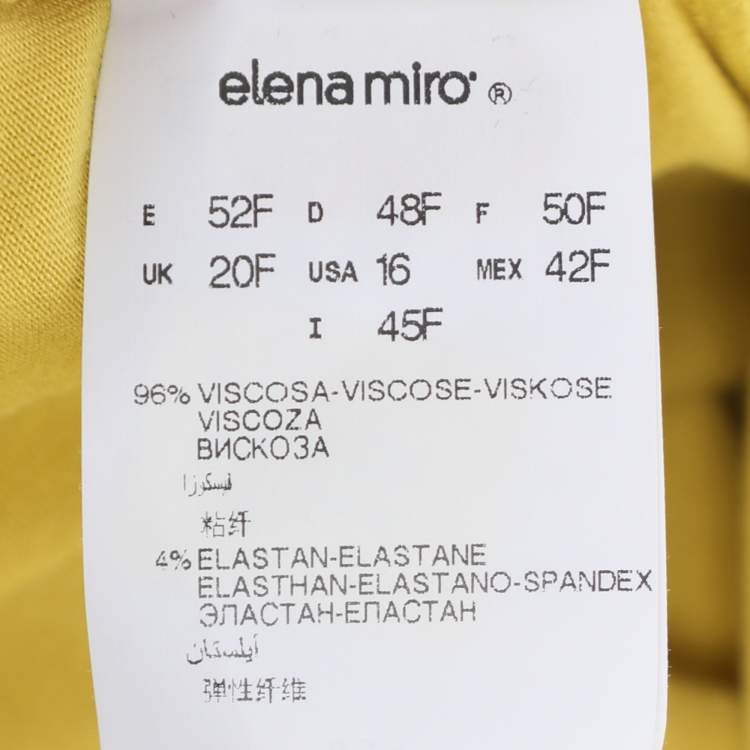 elena miro ®
E 52F D 48F F 50F
UK 20F USA 16 MEX 42F
I 45F
96% VISCOSA-VISCOSE-VISKOSE
VISCOZA
ВИСКОЗА
فيسكوزا
粘纤
4% ELASTAN-ELASTANE
ELASTHAN-ELASTANO-SPANDEX
ЭЛАСТАН-ЕЛАСТАН
ايلستان
弹性纤维